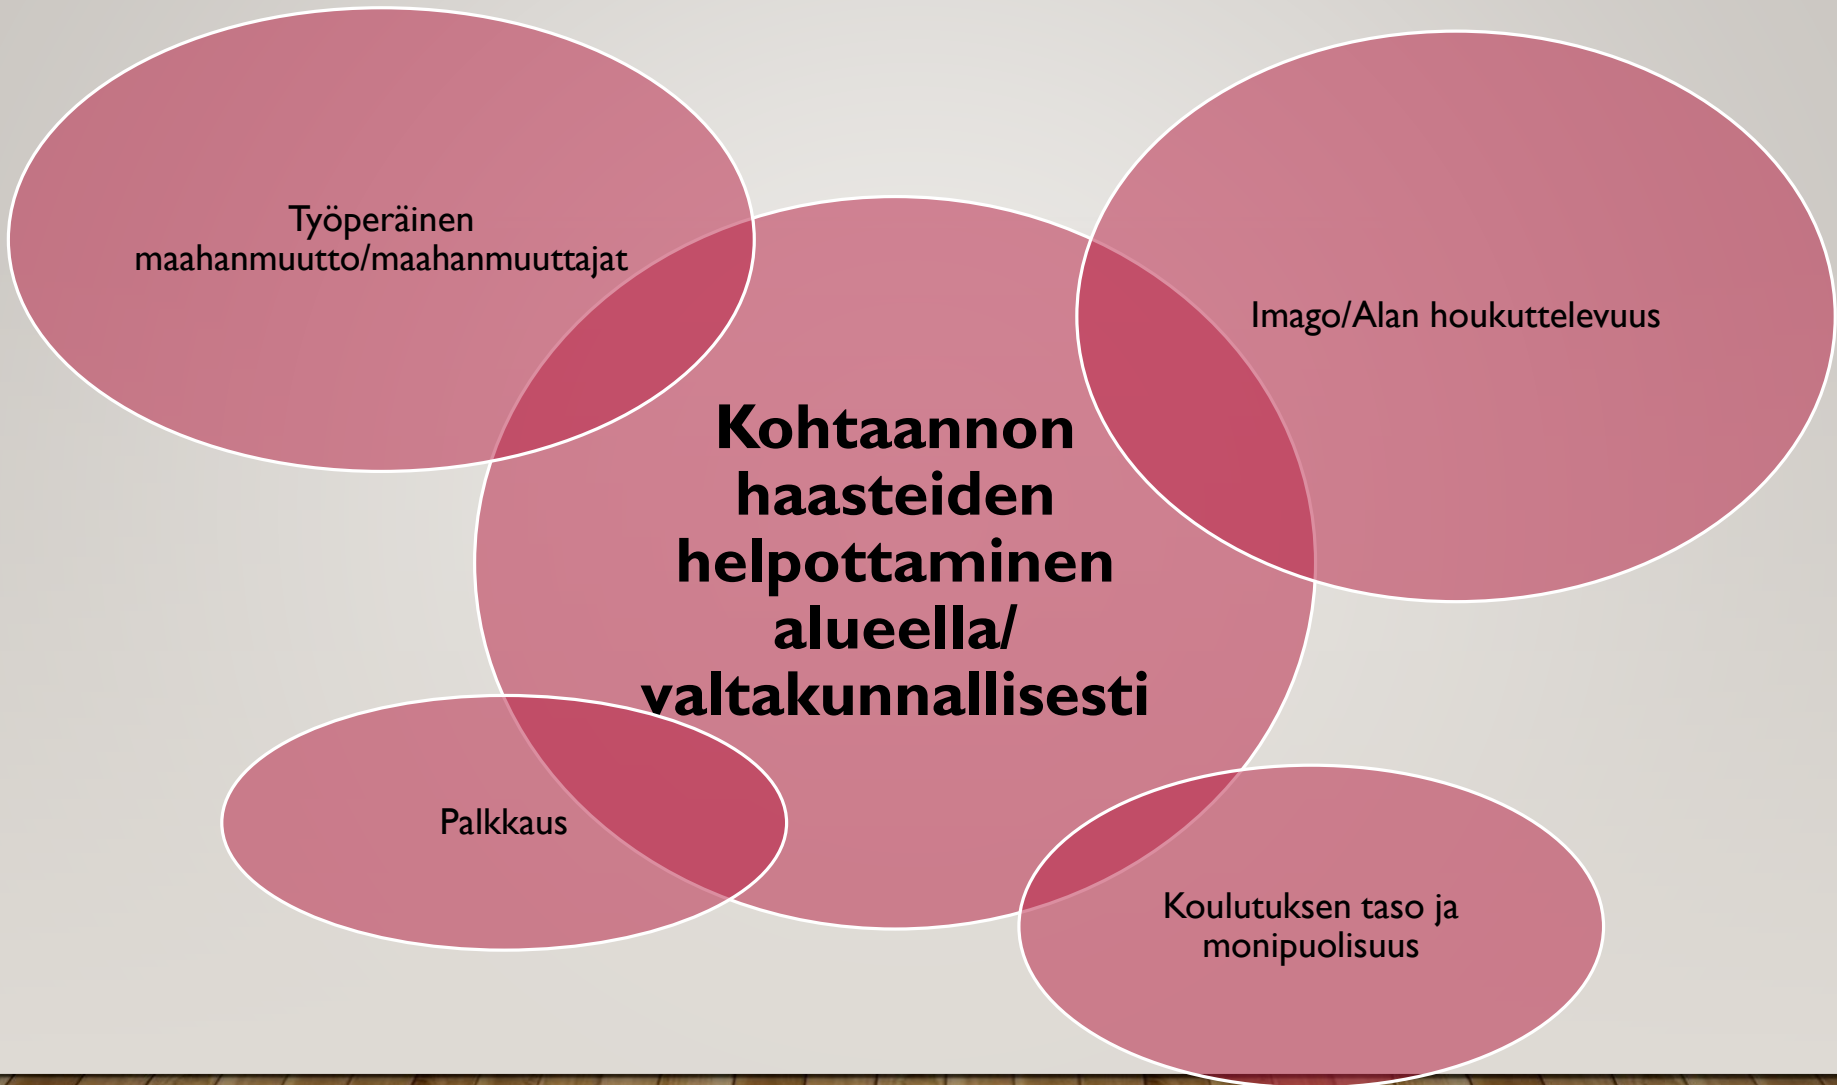 Työperäinen
maahanmuutto/maahanmuuttajat
Imago/Alan houkuttelevuus
Kohtaannon
haasteiden
helpottaminen
alueella/
valtakunnallisesti
Palkkaus
Koulutuksen taso ja
monipuolisuus